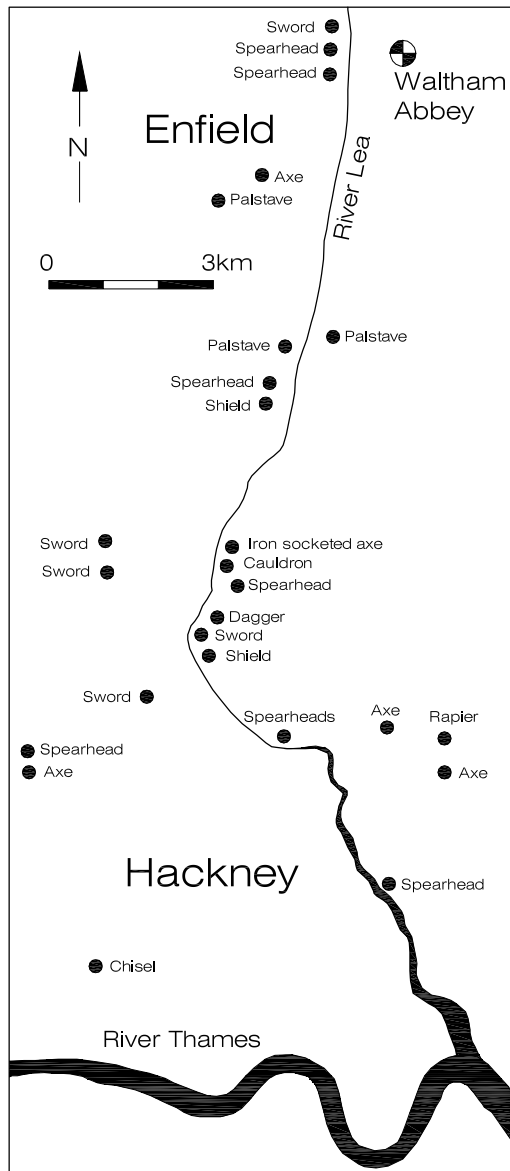 Sword
Spearhead
Spearhead
Waltham
Abbey
Enfield
N
River Lea
Axe
Palstave
0 3km
Palstave
Palstave
Spearhead
Shield
Sword
Iron socketed axe
Cauldron
Sword
Spearhead
Dagger
Sword
Shield
Sword
Spearheads
Axe
Rapier
Spearhead
Axe
Axe
Hackney
Spearhead
Chisel
River Thames